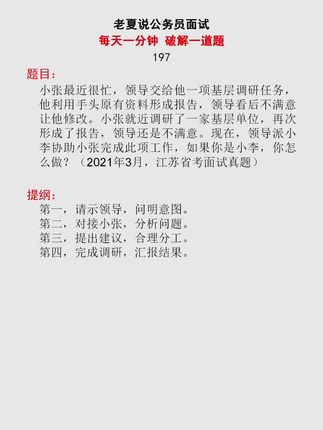 老夏说公务员面试
每天一分钟 破解一道题
197
题目：
小张最近很忙，领导交给他一项基层调研任务，
他利用手头原有资料形成报告，领导看后不满意
让他修改。小张就近调研了一家基层单位，再次
形成了报告，领导还是不满意。现在，领导派小
李协助小张完成此项工作，如果你是小李，你怎
么做？（2021年3月，江苏省考面试真题）
提纲：
第一，请示领导，问明意图。
第二，对接小张，分析问题。
第三，提出建议，合理分工。
第四，完成调研，汇报结果。